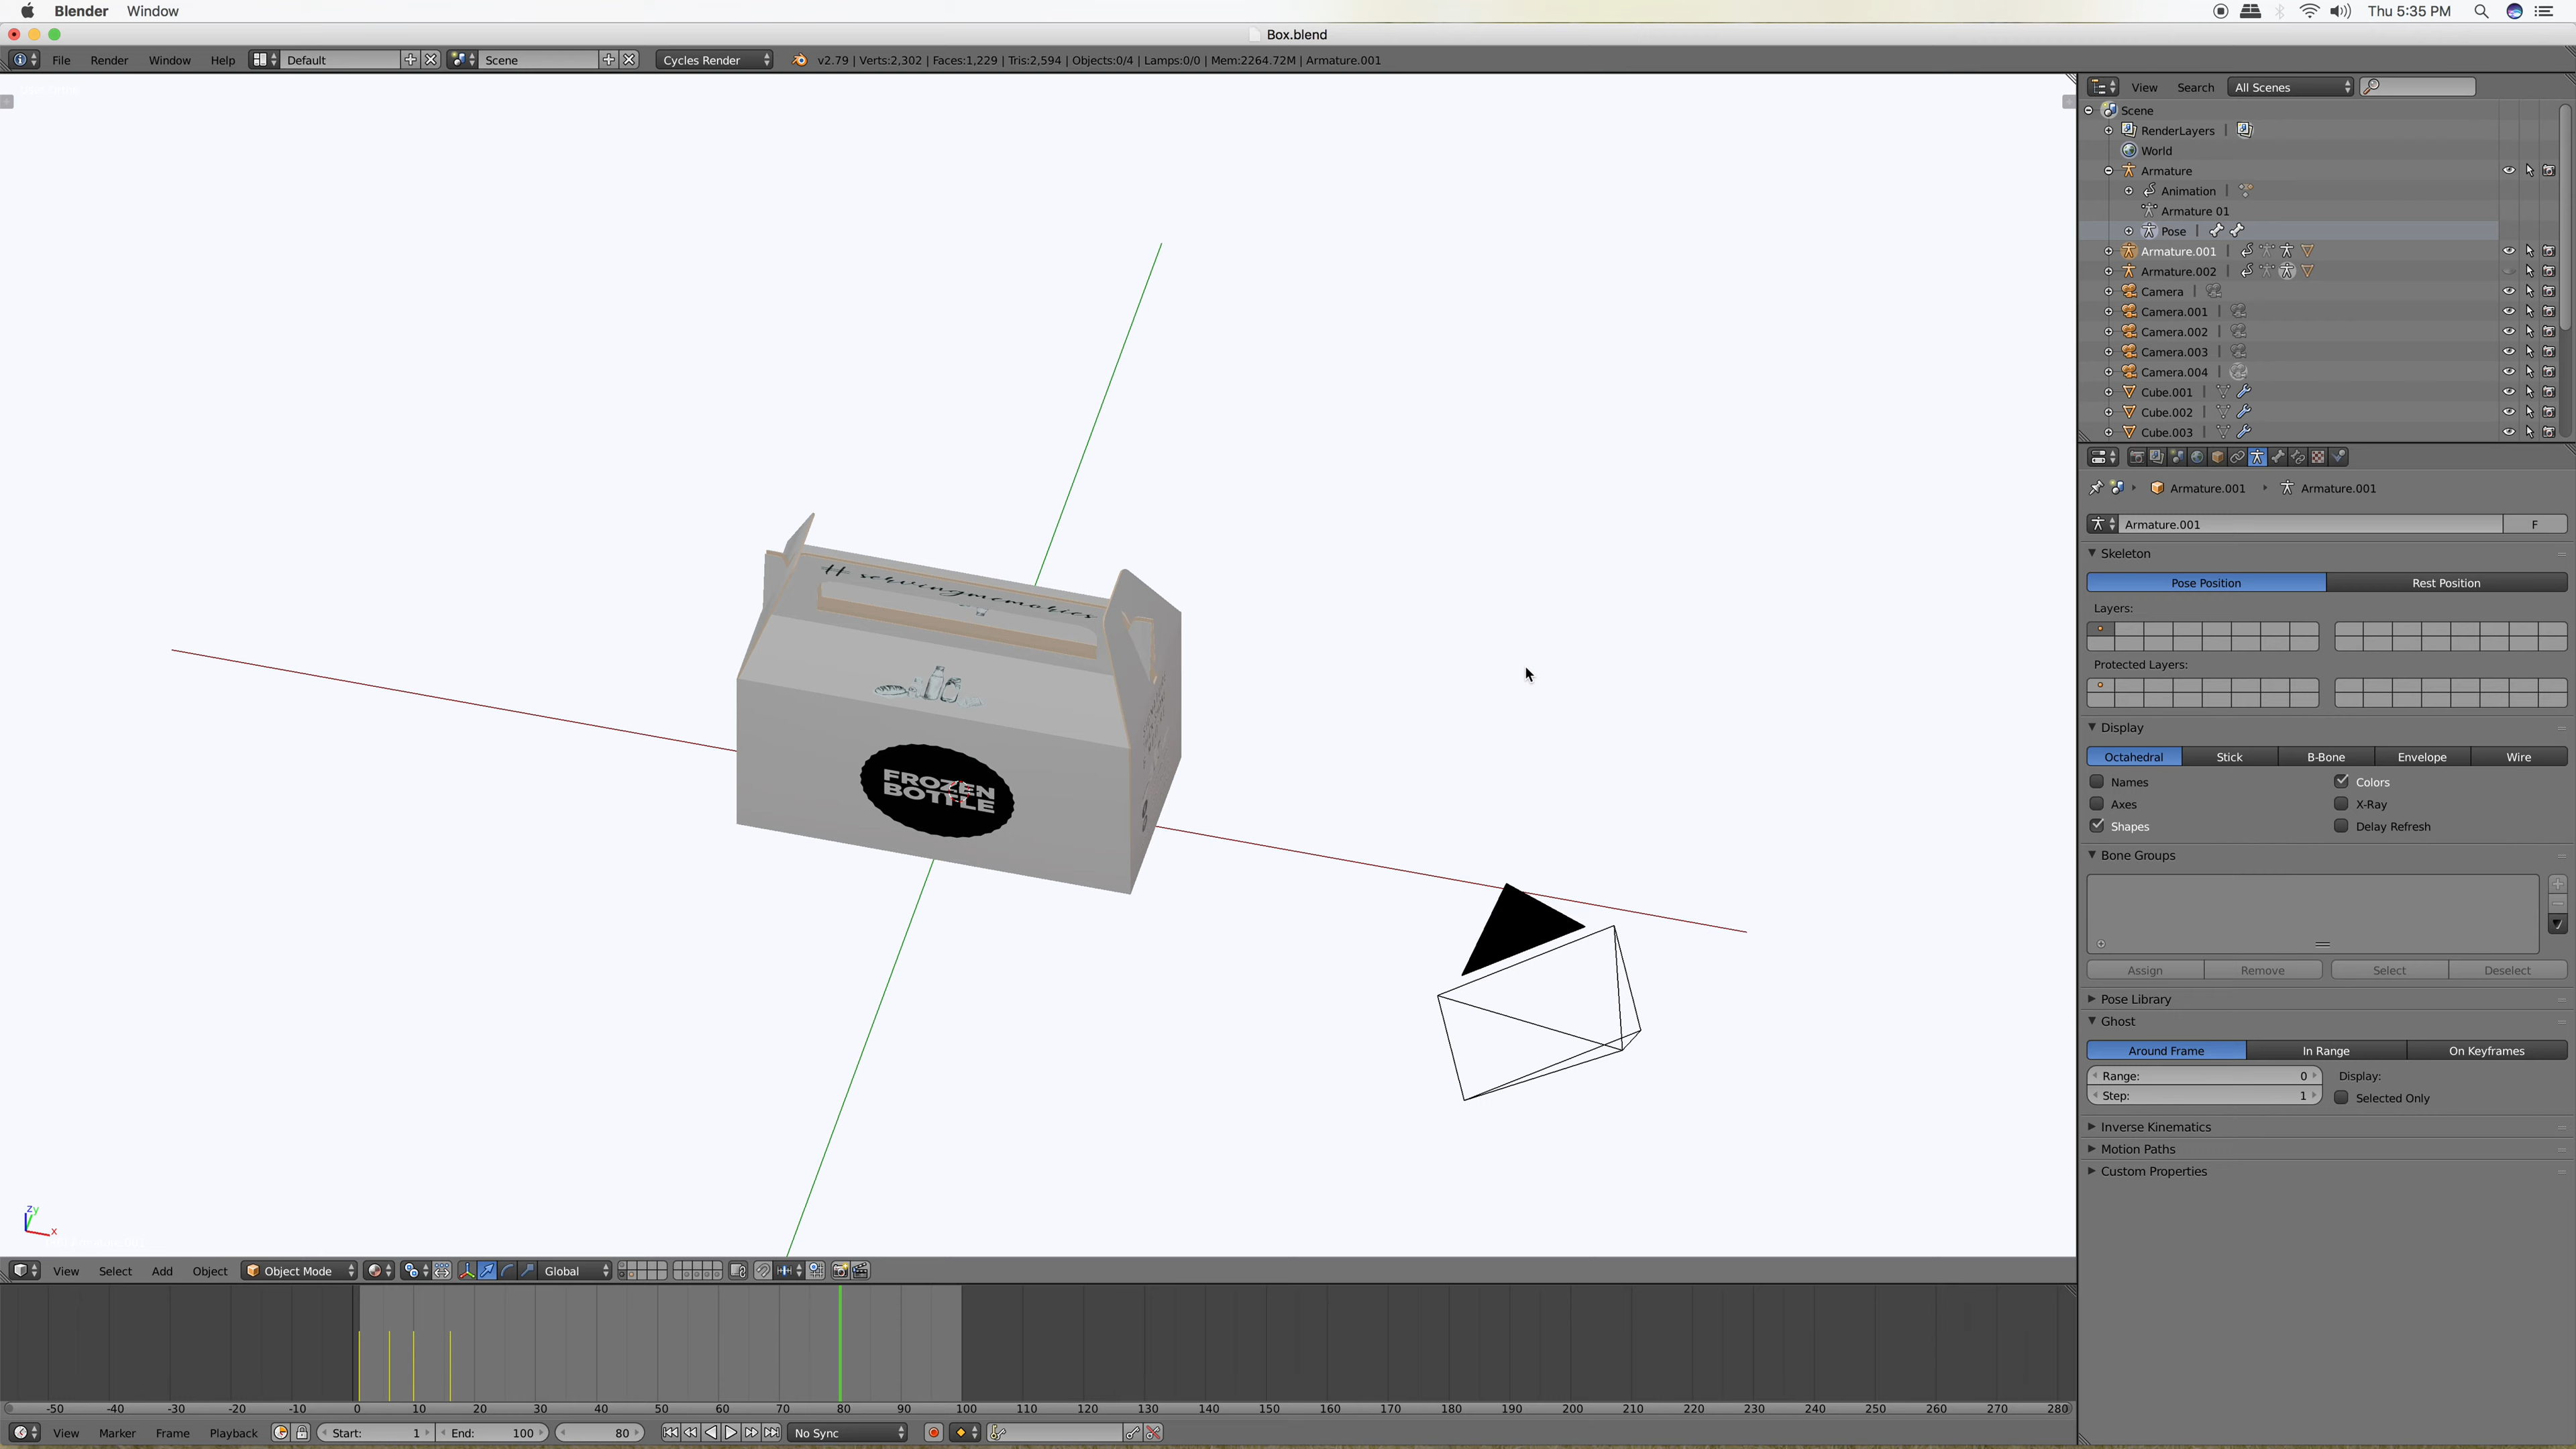 Blender Window Thu 5:35 PM
Box.blend
File Render Window Help Default Scene Cycles Render v2.79 | Verts:2,302 | Faces:1,229 | Tris:2,594 | Objects:0/4 | Lamps:0/0 | Mem:2264.72M | Armature.001
View Search All Scenes
Scene
RenderLayers
World
Armature
Animation
Armature 01
Pose
Armature.001
Armature.002
Camera
Camera.001
Camera.002
Camera.003
Camera.004
Cube.001
Cube.002
Cube.003
Armature.001 Armature.001
Armature.001 F
Skeleton
Pose Position Rest Position
Layers:
Protected Layers:
Display
Octahedral Stick B-Bone Envelope Wire
Names Colors
Axes X-Ray
Shapes Delay Refresh
Bone Groups
Assign Remove Select Deselect
Pose Library
Ghost
Around Frame In Range On Keyframes
Range: 0 Display:
Step: 1 Selected Only
Inverse Kinematics
Motion Paths
Custom Properties
# servingmemories
FROZEN
BOTTLE
z y
x
View Select Add Object Object Mode Global
-50 -40 -30 -20 -10 0 10 20 30 40 50 60 70 80 90 100 110 120 130 140 150 160 170 180 190 200 210 220 230 240 250 260 270 280
View Marker Frame Playback Start: 1 End: 100 80 No Sync